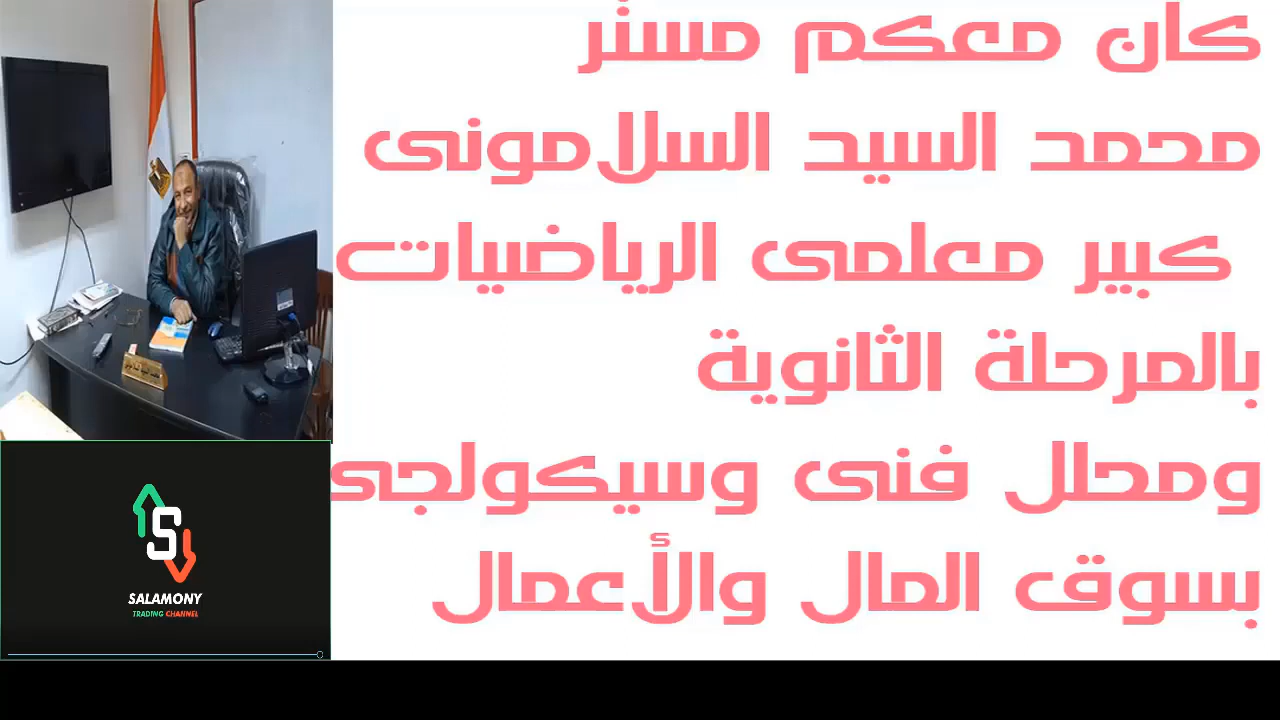 كان معكم مستر
محمد السيد السلامونى
كبير معلمى الرياضيات
بالمرحلة الثانوية
ومحلل فنى وسيكولجى
بسوق المال والأعمال
S
SALAMONY
TRADING CHANNEL